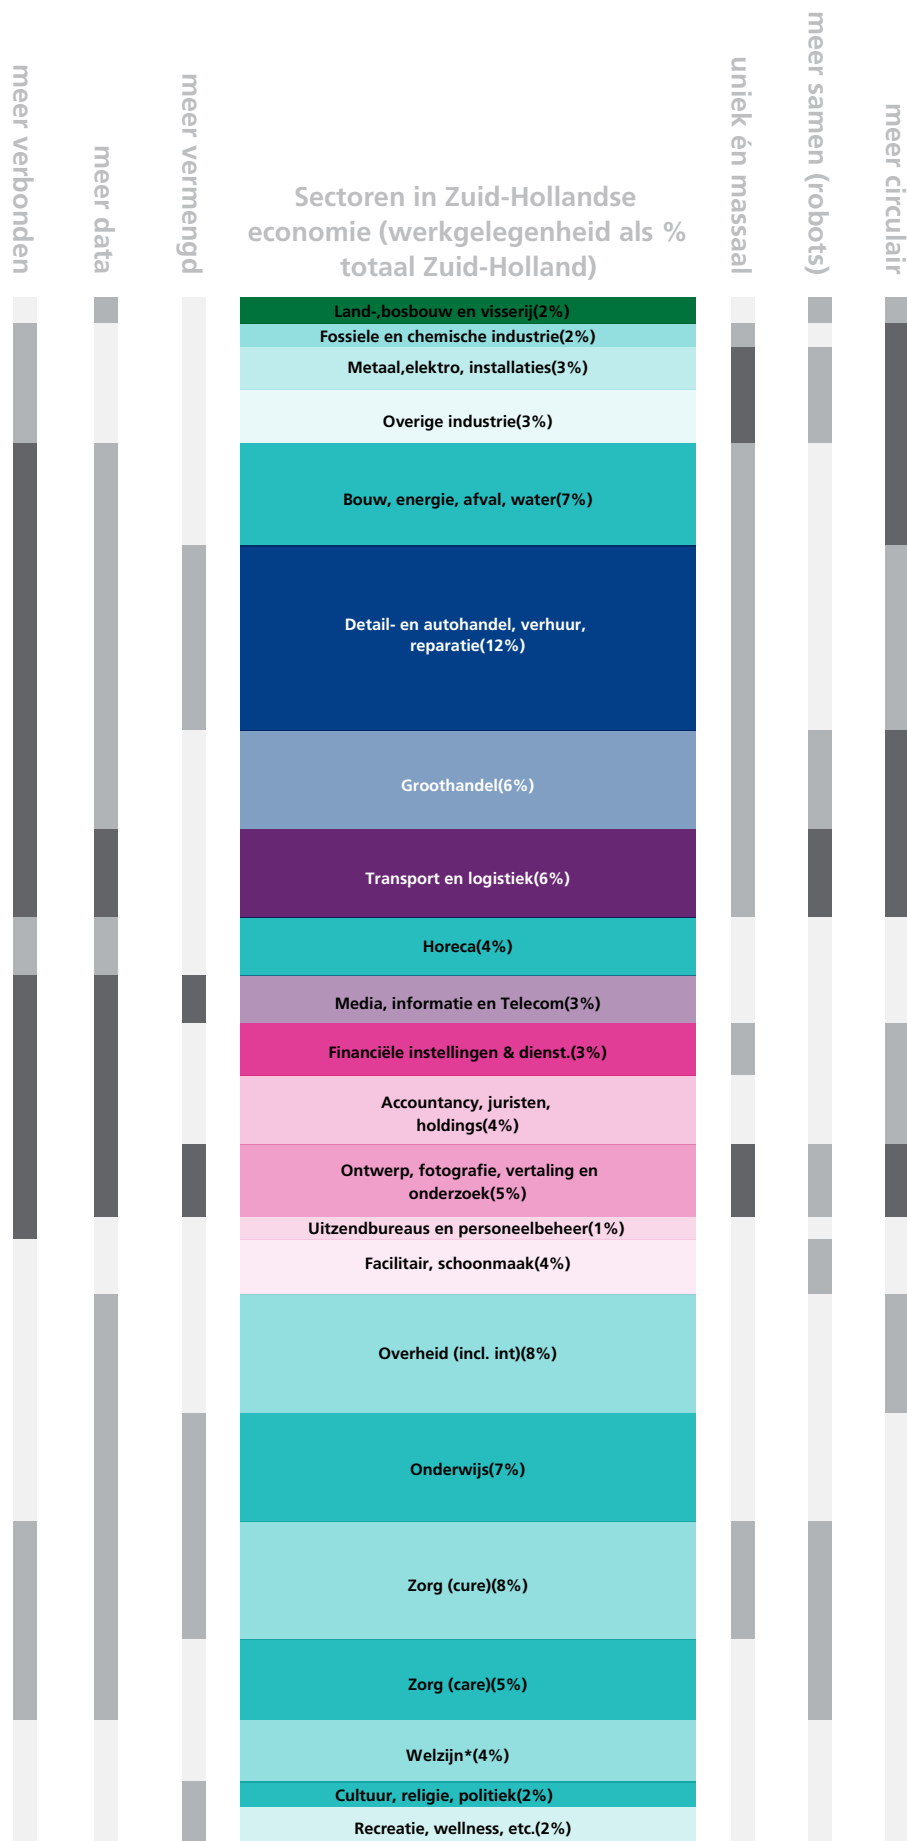 meer verbonden
meer data
meer vermengd
Sectoren in Zuid-Hollandse
economie (werkgelegenheid als %
totaal Zuid-Holland)
uniek én massaal
meer samen (robots)
meer circulair
Land-,bosbouw en visserij(2%)
Fossiele en chemische industrie(2%)
Metaal,elektro, installaties(3%)
Overige industrie(3%)
Bouw, energie, afval, water(7%)
Detail- en autohandel, verhuur,
reparatie(12%)
Groothandel(6%)
Transport en logistiek(6%)
Horeca(4%)
Media, informatie en Telecom(3%)
Financiële instellingen & dienst.(3%)
Accountancy, juristen,
holdings(4%)
Ontwerp, fotografie, vertaling en
onderzoek(5%)
Uitzendbureaus en personeelbeheer(1%)
Facilitair, schoonmaak(4%)
Overheid (incl. int)(8%)
Onderwijs(7%)
Zorg (cure)(8%)
Zorg (care)(5%)
Welzijn*(4%)
Cultuur, religie, politiek(2%)
Recreatie, wellness, etc.(2%)